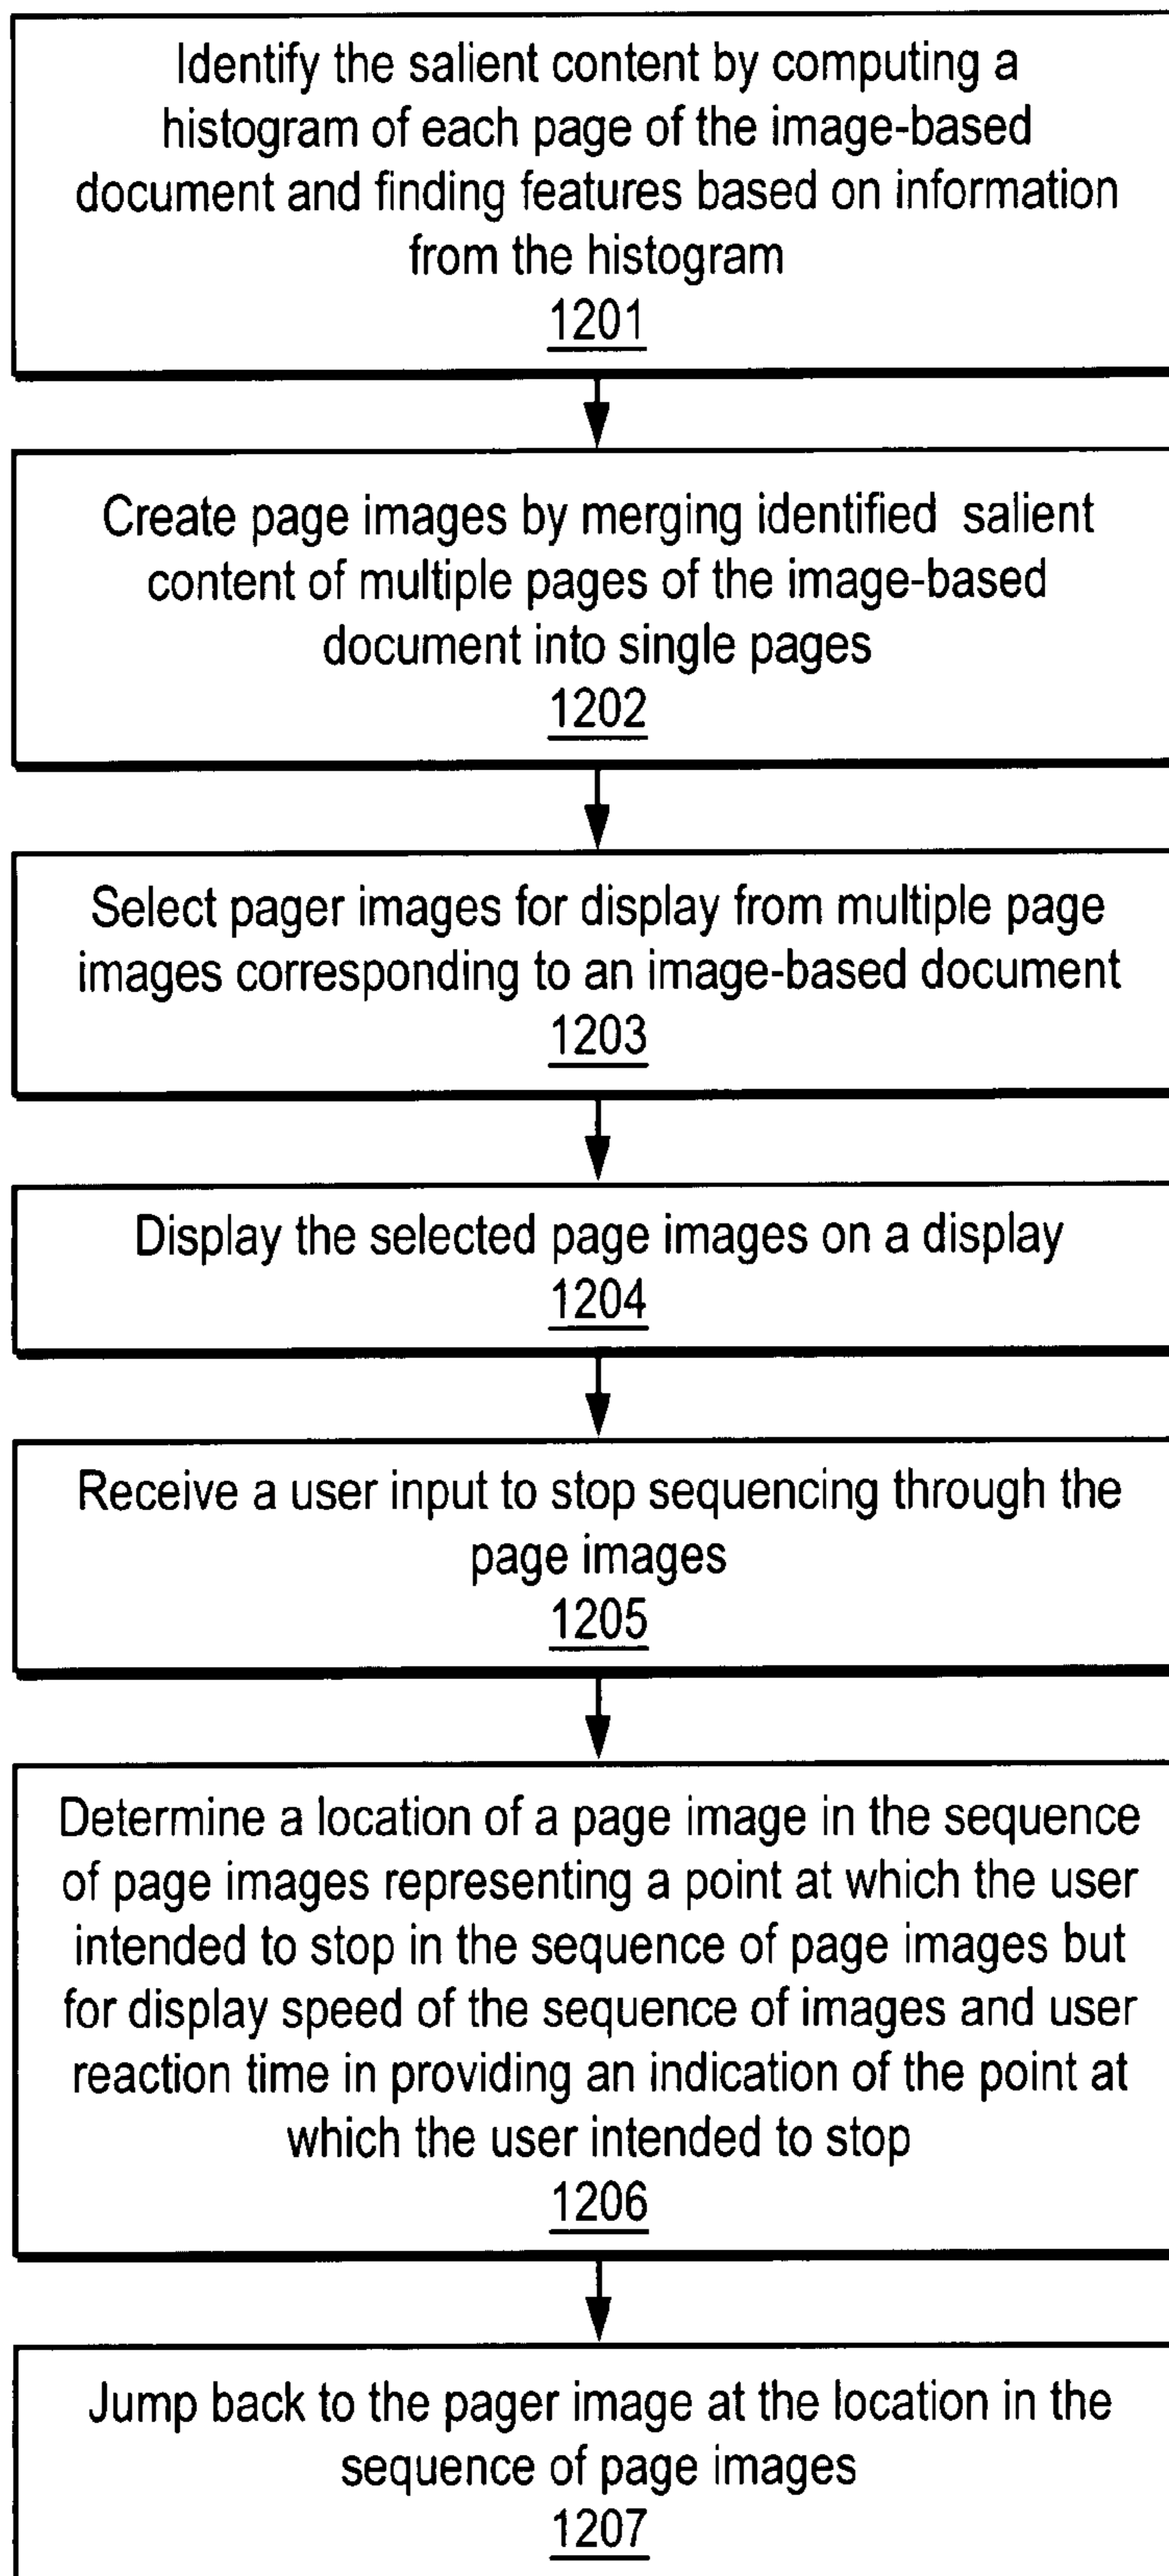 Identify the salient content by computing a
histogram of each page of the image-based
document and finding features based on information
from the histogram
1201
Create page images by merging identified salient
content of multiple pages of the image-based
document into single pages
1202
Select pager images for display from multiple page
images corresponding to an image-based document
1203
Display the selected page images on a display
1204
Receive a user input to stop sequencing through the
page images
1205
Determine a location of a page image in the sequence
of page images representing a point at which the user
intended to stop in the sequence of page images but
for display speed of the sequence of images and user
reaction time in providing an indication of the point at
which the user intended to stop
1206
Jump back to the pager image at the location in the
sequence of page images
1207